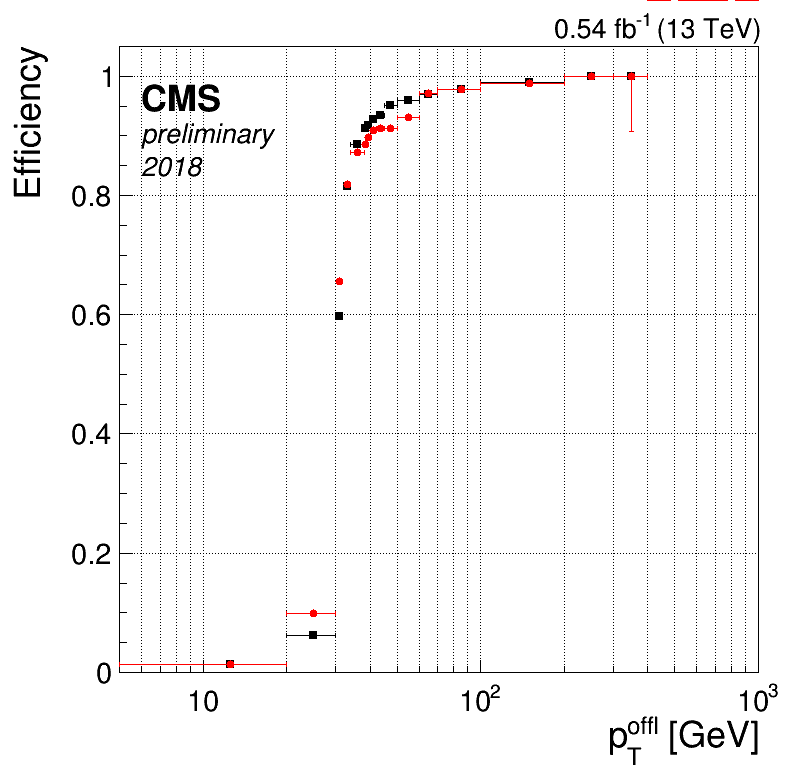 0.54 fb⁻¹ (13 TeV)
Efficiency
CMS
preliminary
2018
1
0.8
0.6
0.4
0.2
0
10
10²
10³
p_T^offl [GeV]